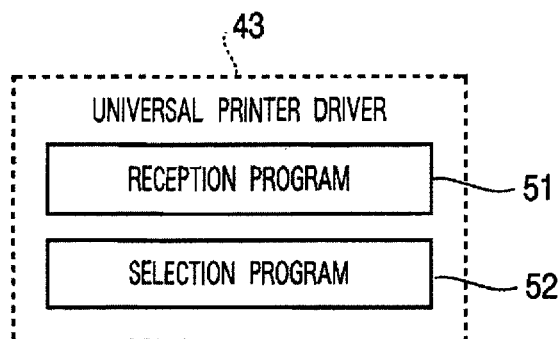 43
UNIVERSAL PRINTER DRIVER
RECEPTION PROGRAM
51
SELECTION PROGRAM
52